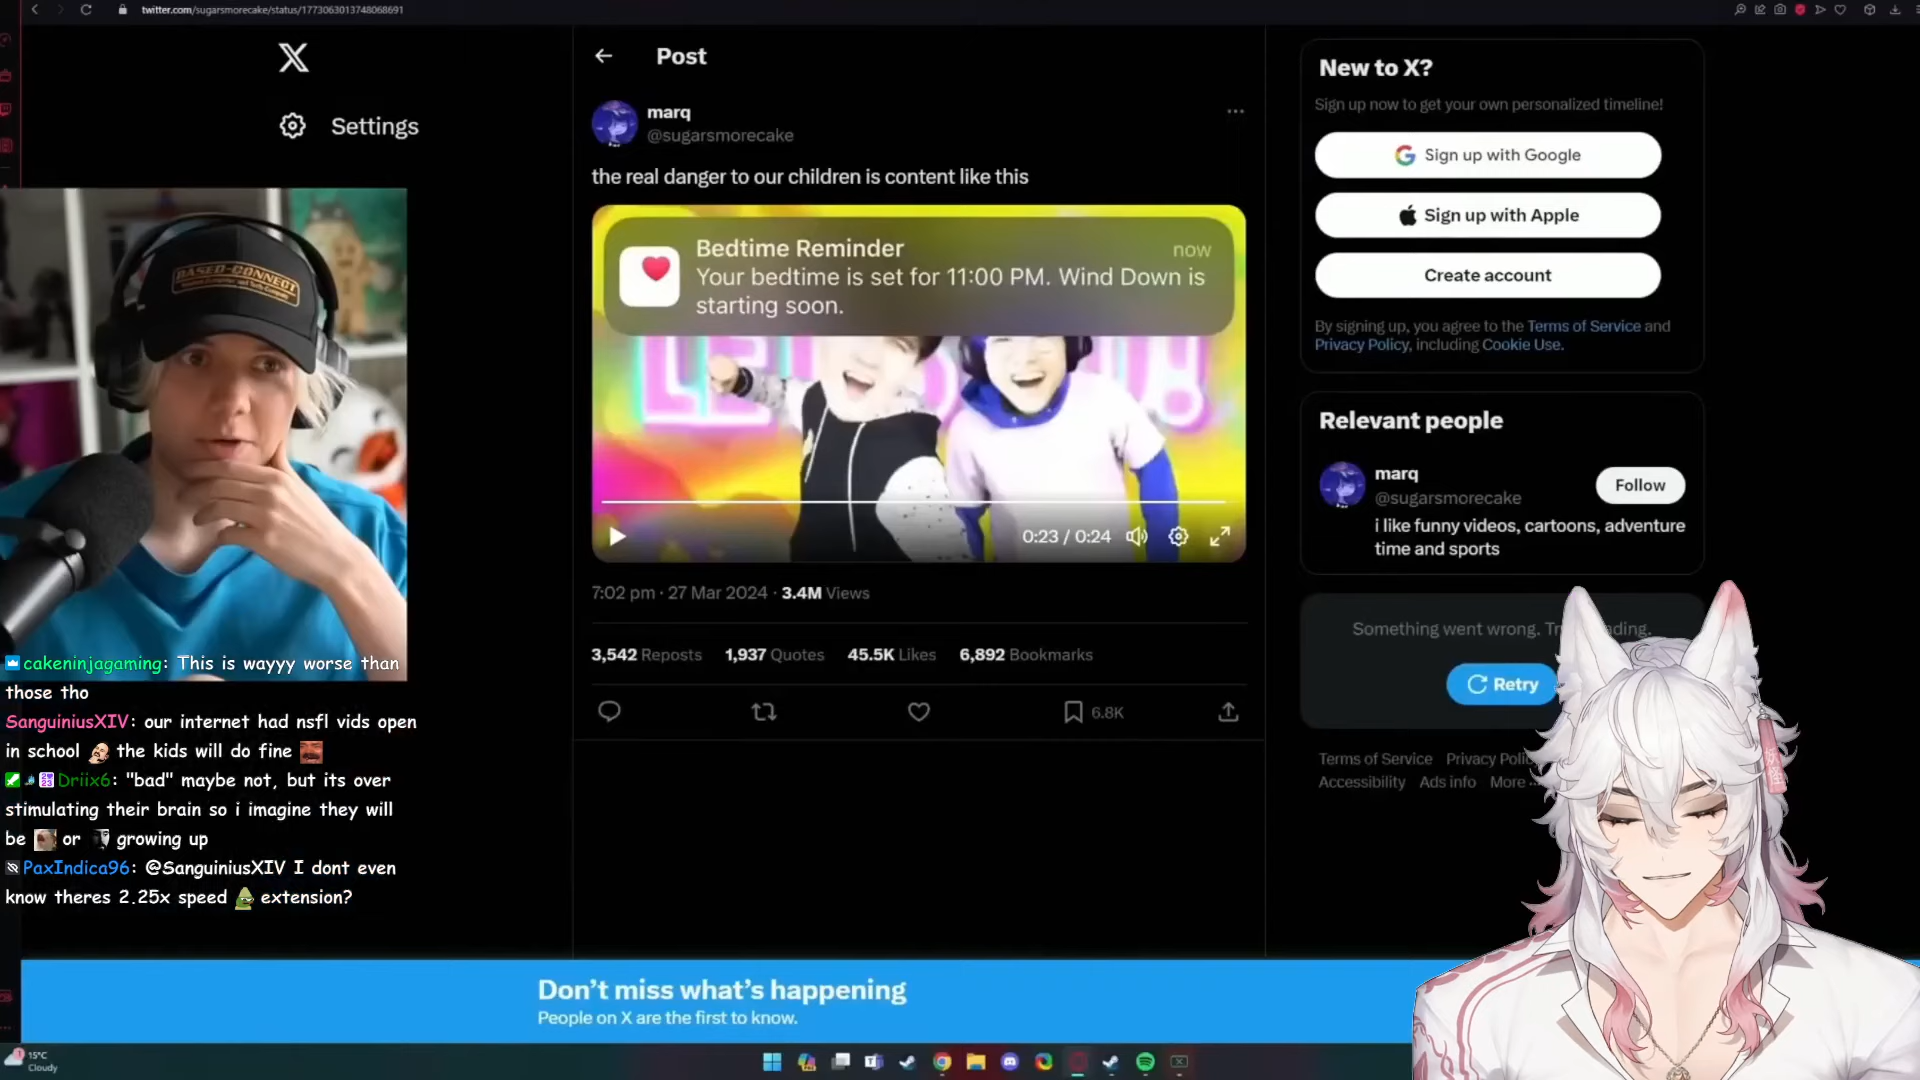 twitter.com/sugarsmorecake/status/1773063013748068691
Settings
Post
marq
@sugarsmorecake
the real danger to our children is content like this
Bedtime Reminder
now
Your bedtime is set for 11:00 PM. Wind Down is
starting soon.
0:23 / 0:24
7:02 pm · 27 Mar 2024 · 3.4M Views
3,542 Reposts 1,937 Quotes 45.5K Likes 6,892 Bookmarks
6.8K
New to X?
Sign up now to get your own personalized timeline!
Sign up with Google
Sign up with Apple
Create account
By signing up, you agree to the Terms of Service and
Privacy Policy, including Cookie Use.
Relevant people
marq
@sugarsmorecake
Follow
i like funny videos, cartoons, adventure
time and sports
Something went wrong.
Retry
Terms of Service Privacy
Accessibility Ads info More
BASED-CONNECT
cakeninjagaming: This is wayyy worse than
those tho
SanguiniusXIV: our internet had nsfl vids open
in school the kids will do fine
Driix6: "bad" maybe not, but its over
stimulating their brain so i imagine they will
be or growing up
PaxIndica96: @SanguiniusXIV I dont even
know theres 2.25x speed extension?
Don't miss what's happening
People on X are the first to know.
15°C
Cloudy
妖怪